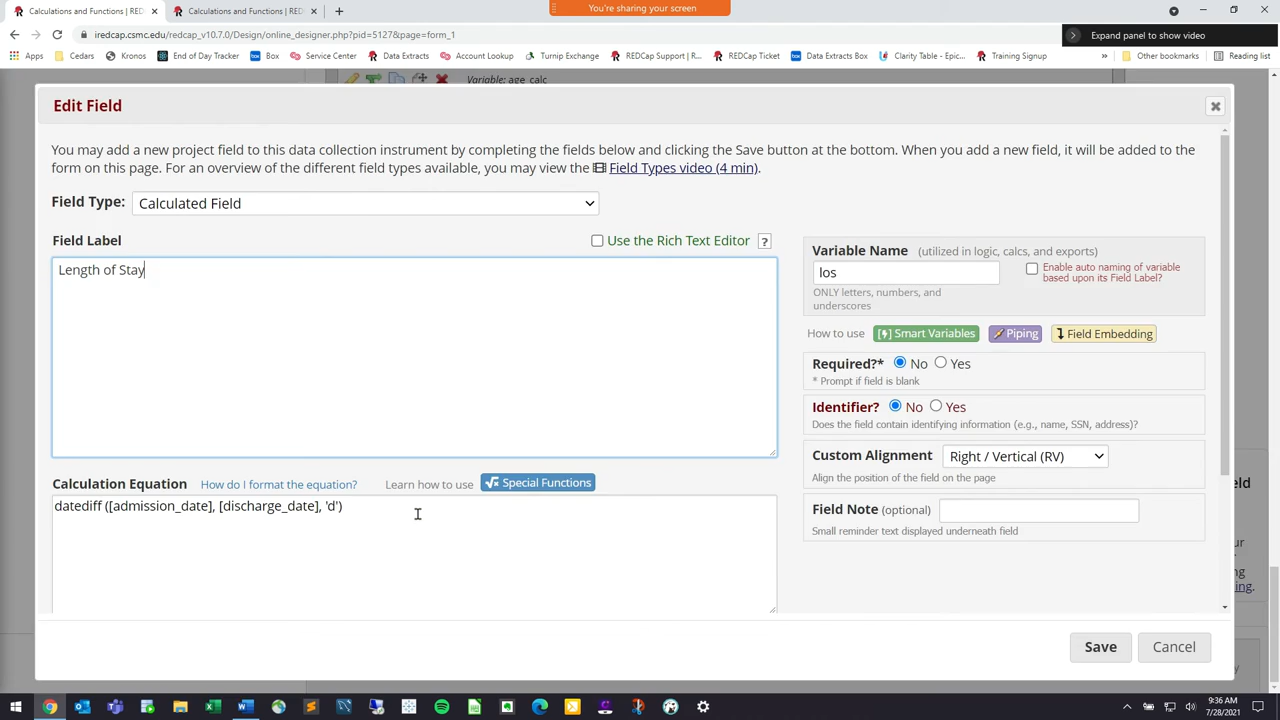 Calculations and Functions | RED
Calculations and Functions | RED
You're sharing your screen
iredcap.csmc.edu/redcap_v10.7.0/Design/online_designer.php?pid=5127&page=form_1
Expand panel to show video
Apps
Cedars
Kronos
End of Day Tracker
Box
Service Center
Data Extracts
Account Lookup
Turnip Exchange
REDCap Support | R...
REDCap Ticket
Data Extracts Box
Clarity Table - Epic...
Training Signup
Other bookmarks
Reading list
Variable: age_calc
Edit Field
You may add a new project field to this data collection instrument by completing the fields below and clicking the Save button at the bottom. When you add a new field, it will be added to the
form on this page. For an overview of the different field types available, you may view the Field Types video (4 min).
Field Type: Calculated Field
Field Label
Use the Rich Text Editor ?
Length of Stay
Variable Name (utilized in logic, calcs, and exports)
los
Enable auto naming of variable
based upon its Field Label?
ONLY letters, numbers, and
underscores
How to use [⚡] Smart Variables Piping Field Embedding
Required?* No Yes
* Prompt if field is blank
Identifier? No Yes
Does the field contain identifying information (e.g., name, SSN, address)?
Custom Alignment Right / Vertical (RV)
Align the position of the field on the page
Calculation Equation How do I format the equation? Learn how to use √x Special Functions
datediff ([admission_date], [discharge_date], 'd')
Field Note (optional)
Small reminder text displayed underneath field
Save Cancel
9:36 AM
7/28/2021